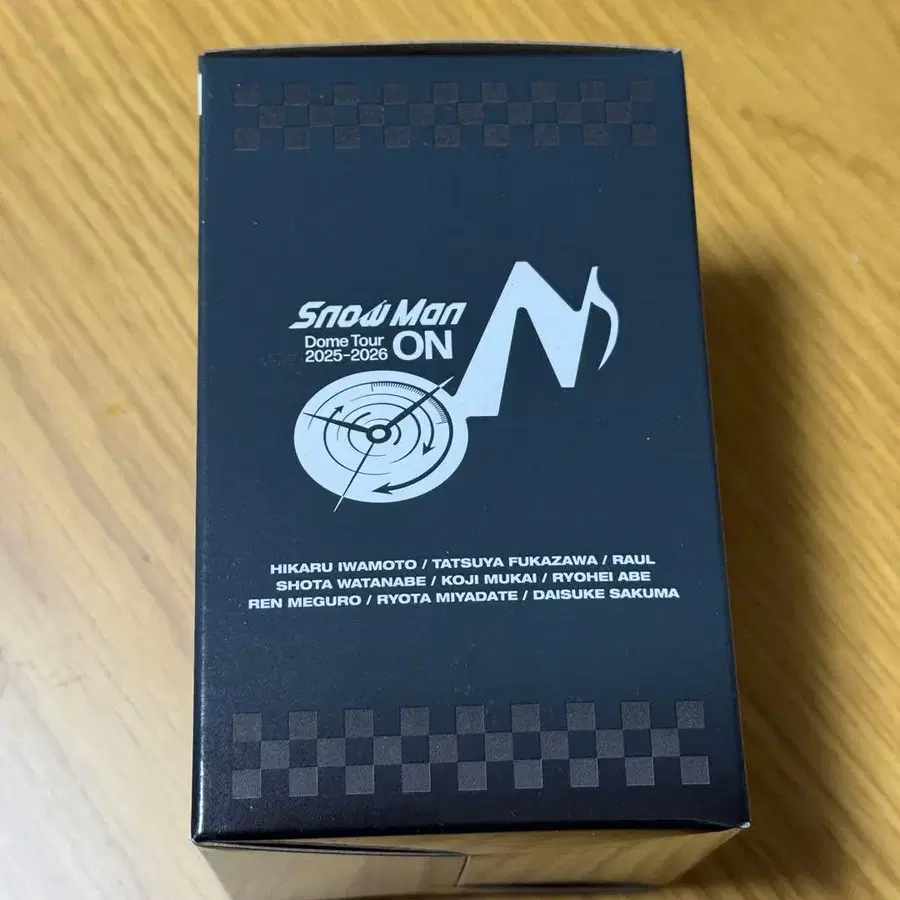 Snow Man
Dome Tour
2025-2026 ON
HIKARU IWAMOTO / TATSUYA FUKAZAWA / RAUL
SHOTA WATANABE / KOJI MUKAI / RYOHEI ABE
REN MEGURO / RYOTA MIYADATE / DAISUKE SAKUMA